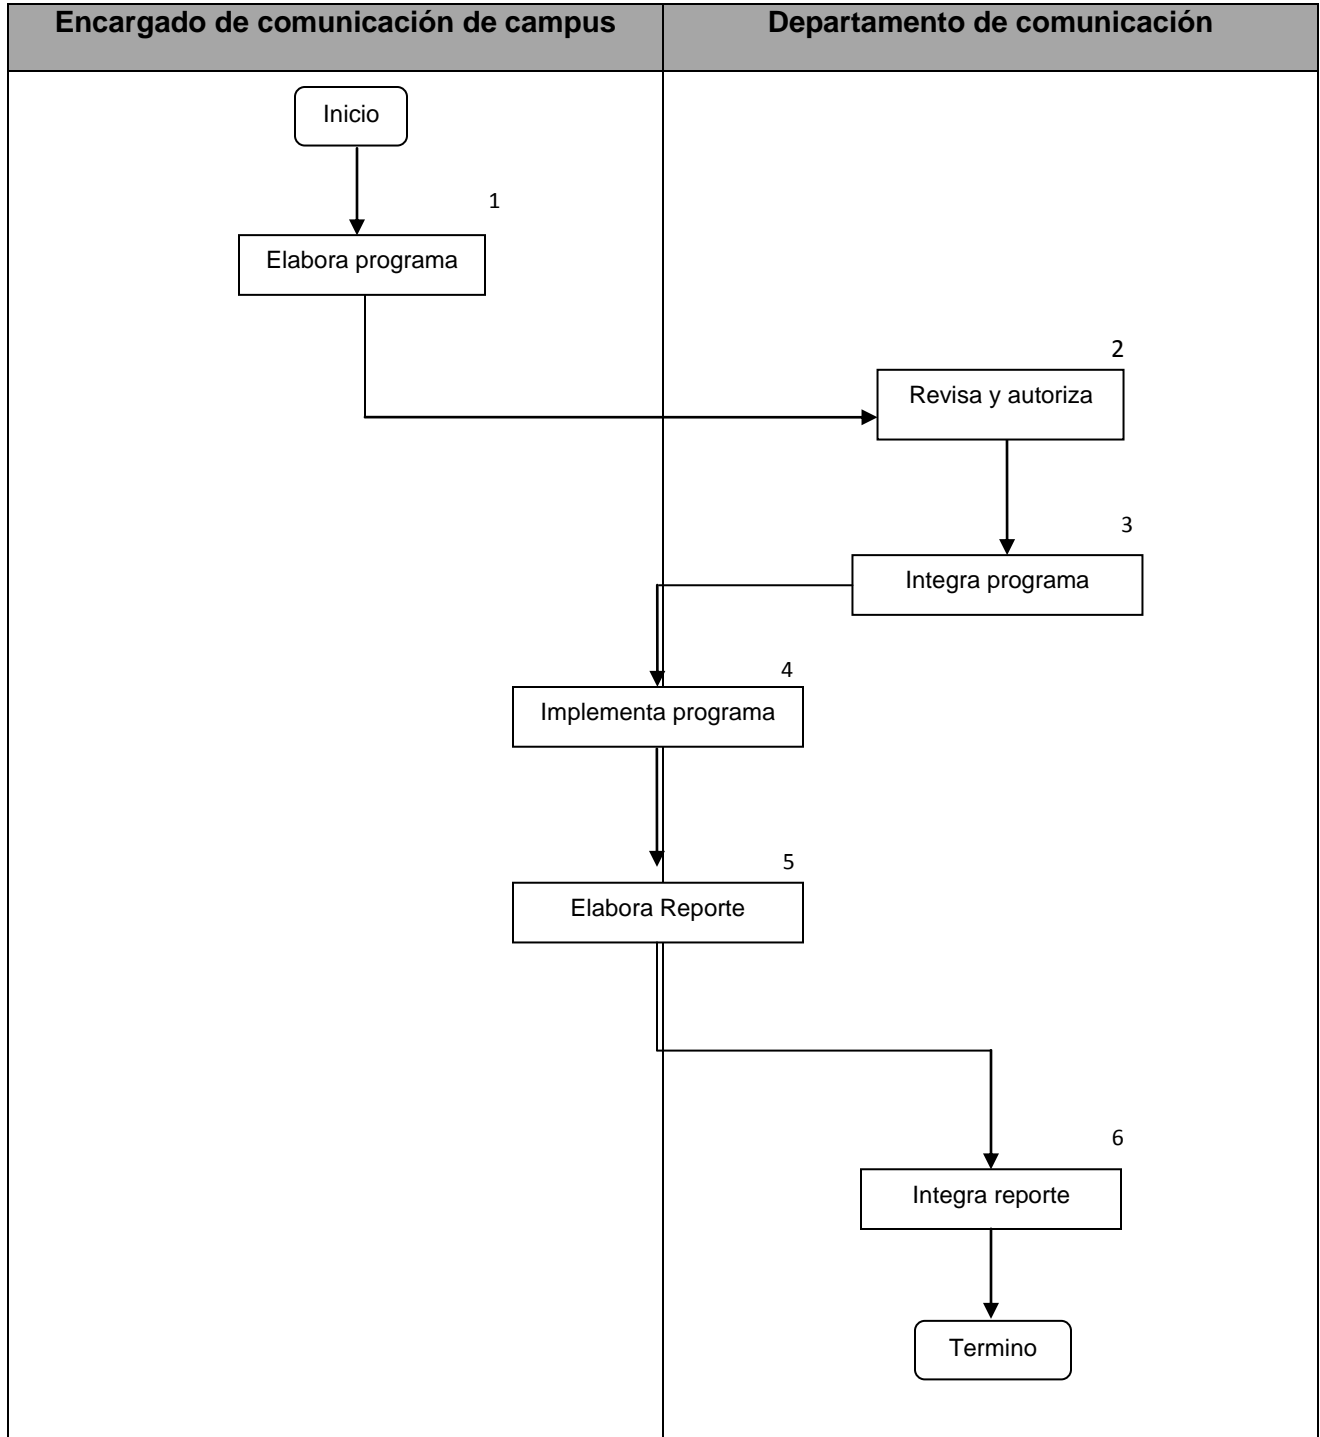 Encargado de comunicación de campus
Departamento de comunicación
Inicio
1
Elabora programa
2
Revisa y autoriza
3
Integra programa
4
Implementa programa
5
Elabora Reporte
6
Integra reporte
Termino